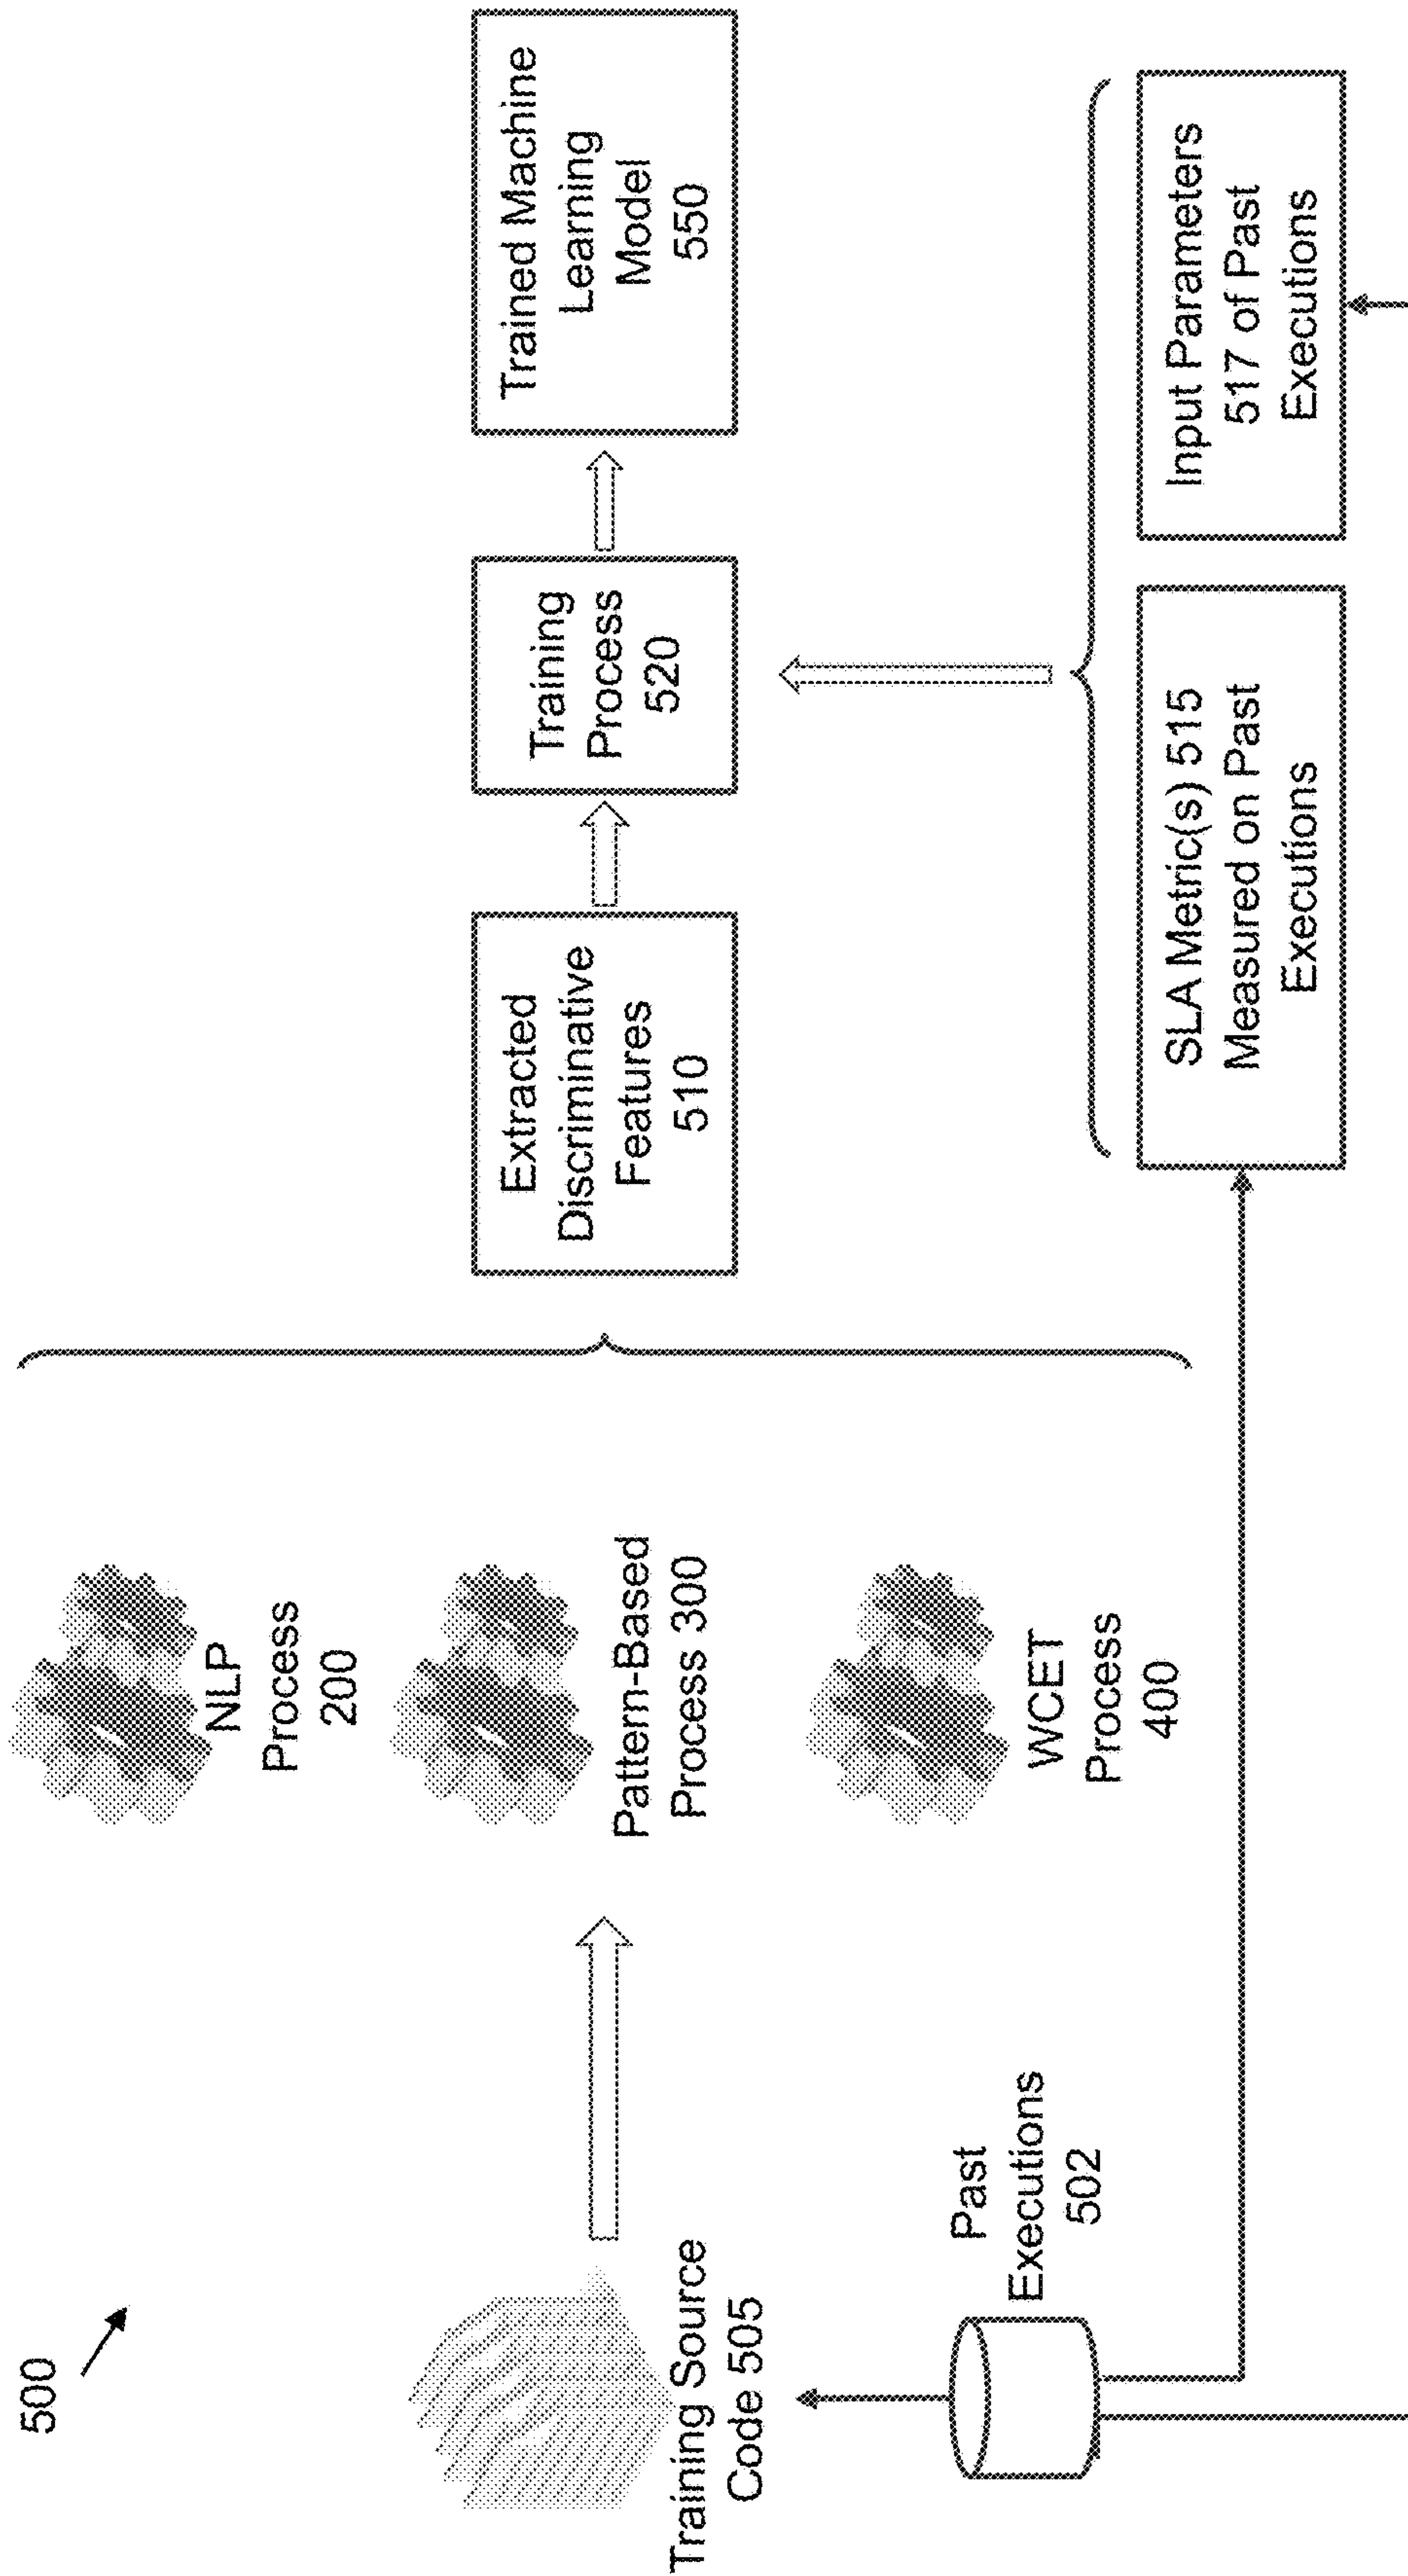 500
Training Source
Code 505
Past
Executions
502
NLP
Process
200
Pattern-Based
Process 300
WCET
Process
400
Extracted
Discriminative
Features
510
Training
Process
520
Trained Machine
Learning
Model
550
SLA Metric(s) 515
Measured on Past
Executions
Input Parameters
517 of Past
Executions